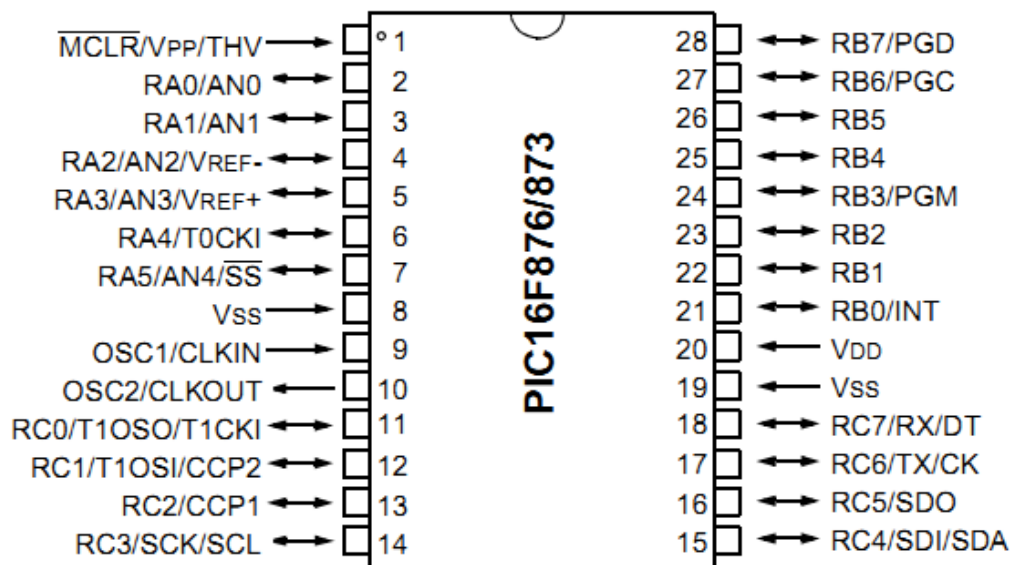 MCLR/VPP/THV 1 28 RB7/PGD
RA0/AN0 2 27 RB6/PGC
RA1/AN1 3 26 RB5
RA2/AN2/VREF- 4 25 RB4
RA3/AN3/VREF+ 5 24 RB3/PGM
RA4/T0CKI 6 23 RB2
RA5/AN4/SS 7 22 RB1
VSS 8 21 RB0/INT
OSC1/CLKIN 9 20 VDD
OSC2/CLKOUT 10 19 VSS
RC0/T1OSO/T1CKI 11 18 RC7/RX/DT
RC1/T1OSI/CCP2 12 17 RC6/TX/CK
RC2/CCP1 13 16 RC5/SDO
RC3/SCK/SCL 14 15 RC4/SDI/SDA
PIC16F876/873